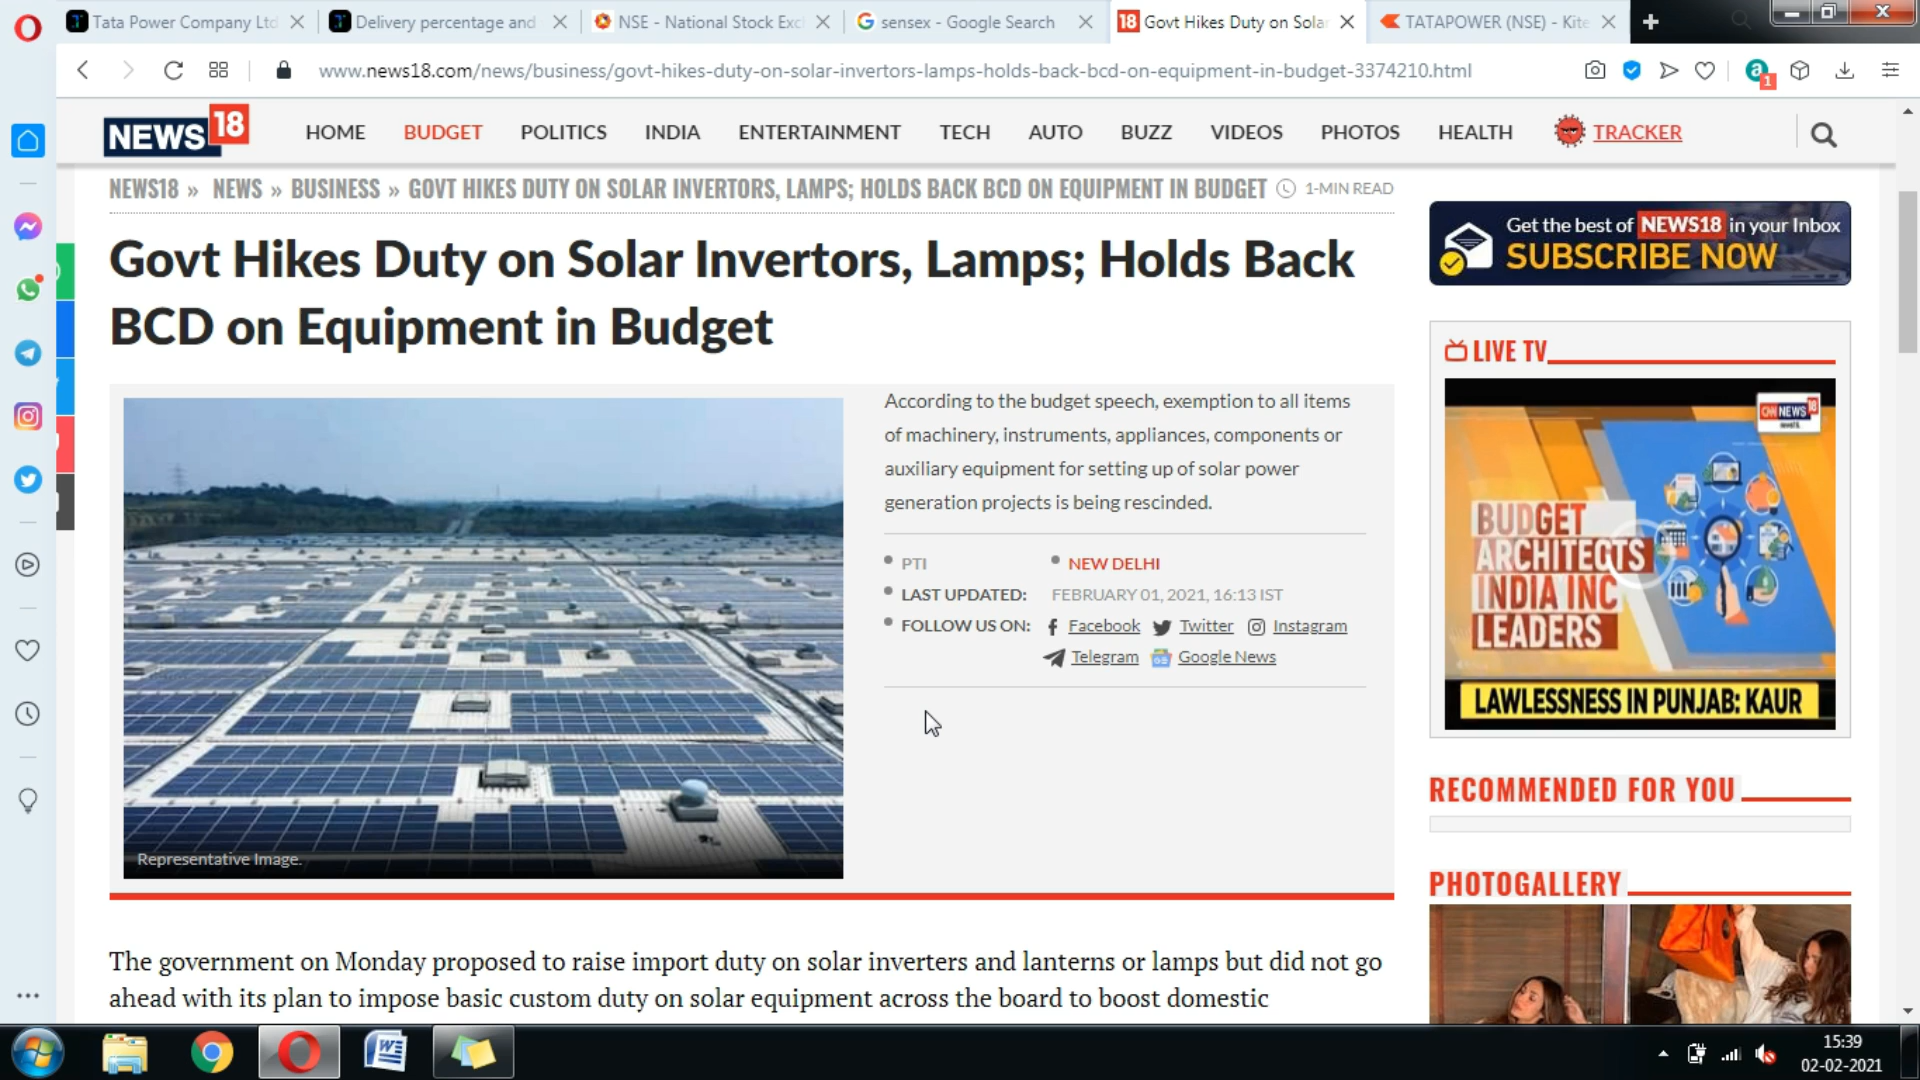 Tata Power Company Ltd
Delivery percentage and
NSE - National Stock Exc
sensex - Google Search
18 Govt Hikes Duty on Sola
TATAPOWER (NSE) - Kite
www.news18.com/news/business/govt-hikes-duty-on-solar-invertors-lamps-holds-back-bcd-on-equipment-in-budget-3374210.html
a 1
NEWS 18
HOME BUDGET POLITICS INDIA ENTERTAINMENT TECH AUTO BUZZ VIDEOS PHOTOS HEALTH TRACKER
NEWS18 » NEWS » BUSINESS » GOVT HIKES DUTY ON SOLAR INVERTORS, LAMPS; HOLDS BACK BCD ON EQUIPMENT IN BUDGET 1-MIN READ
Govt Hikes Duty on Solar Invertors, Lamps; Holds Back
BCD on Equipment in Budget
Representative Image.
According to the budget speech, exemption to all items
of machinery, instruments, appliances, components or
auxiliary equipment for setting up of solar power
generation projects is being rescinded.
PTI NEW DELHI
LAST UPDATED: FEBRUARY 01, 2021, 16:13 IST
FOLLOW US ON: Facebook Twitter Instagram
Telegram Google News
The government on Monday proposed to raise import duty on solar inverters and lanterns or lamps but did not go
ahead with its plan to impose basic custom duty on solar equipment across the board to boost domestic
Get the best of NEWS18 in your Inbox
SUBSCRIBE NOW
LIVE TV
CNN NEWS 18
BUDGET
ARCHITECTS
INDIA INC
LEADERS
LAWLESSNESS IN PUNJAB: KAUR
RECOMMENDED FOR YOU
PHOTOGALLERY
15:39
02-02-2021